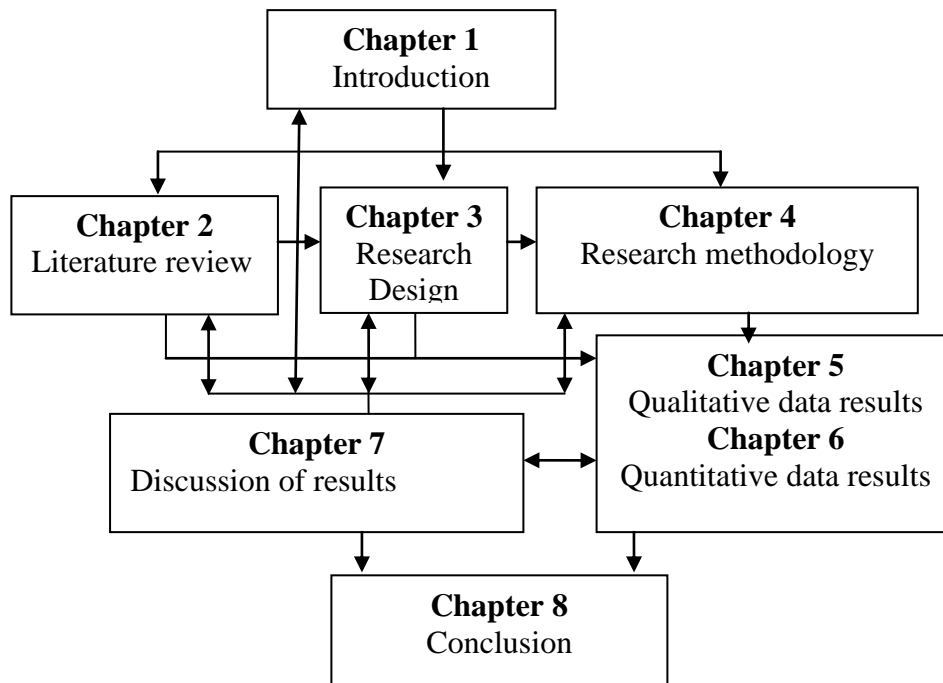 Chapter 1
Introduction
Chapter 2
Literature review
Chapter 3
Research
Design
Chapter 4
Research methodology
Chapter 5
Qualitative data results
Chapter 6
Quantitative data results
Chapter 7
Discussion of results
Chapter 8
Conclusion